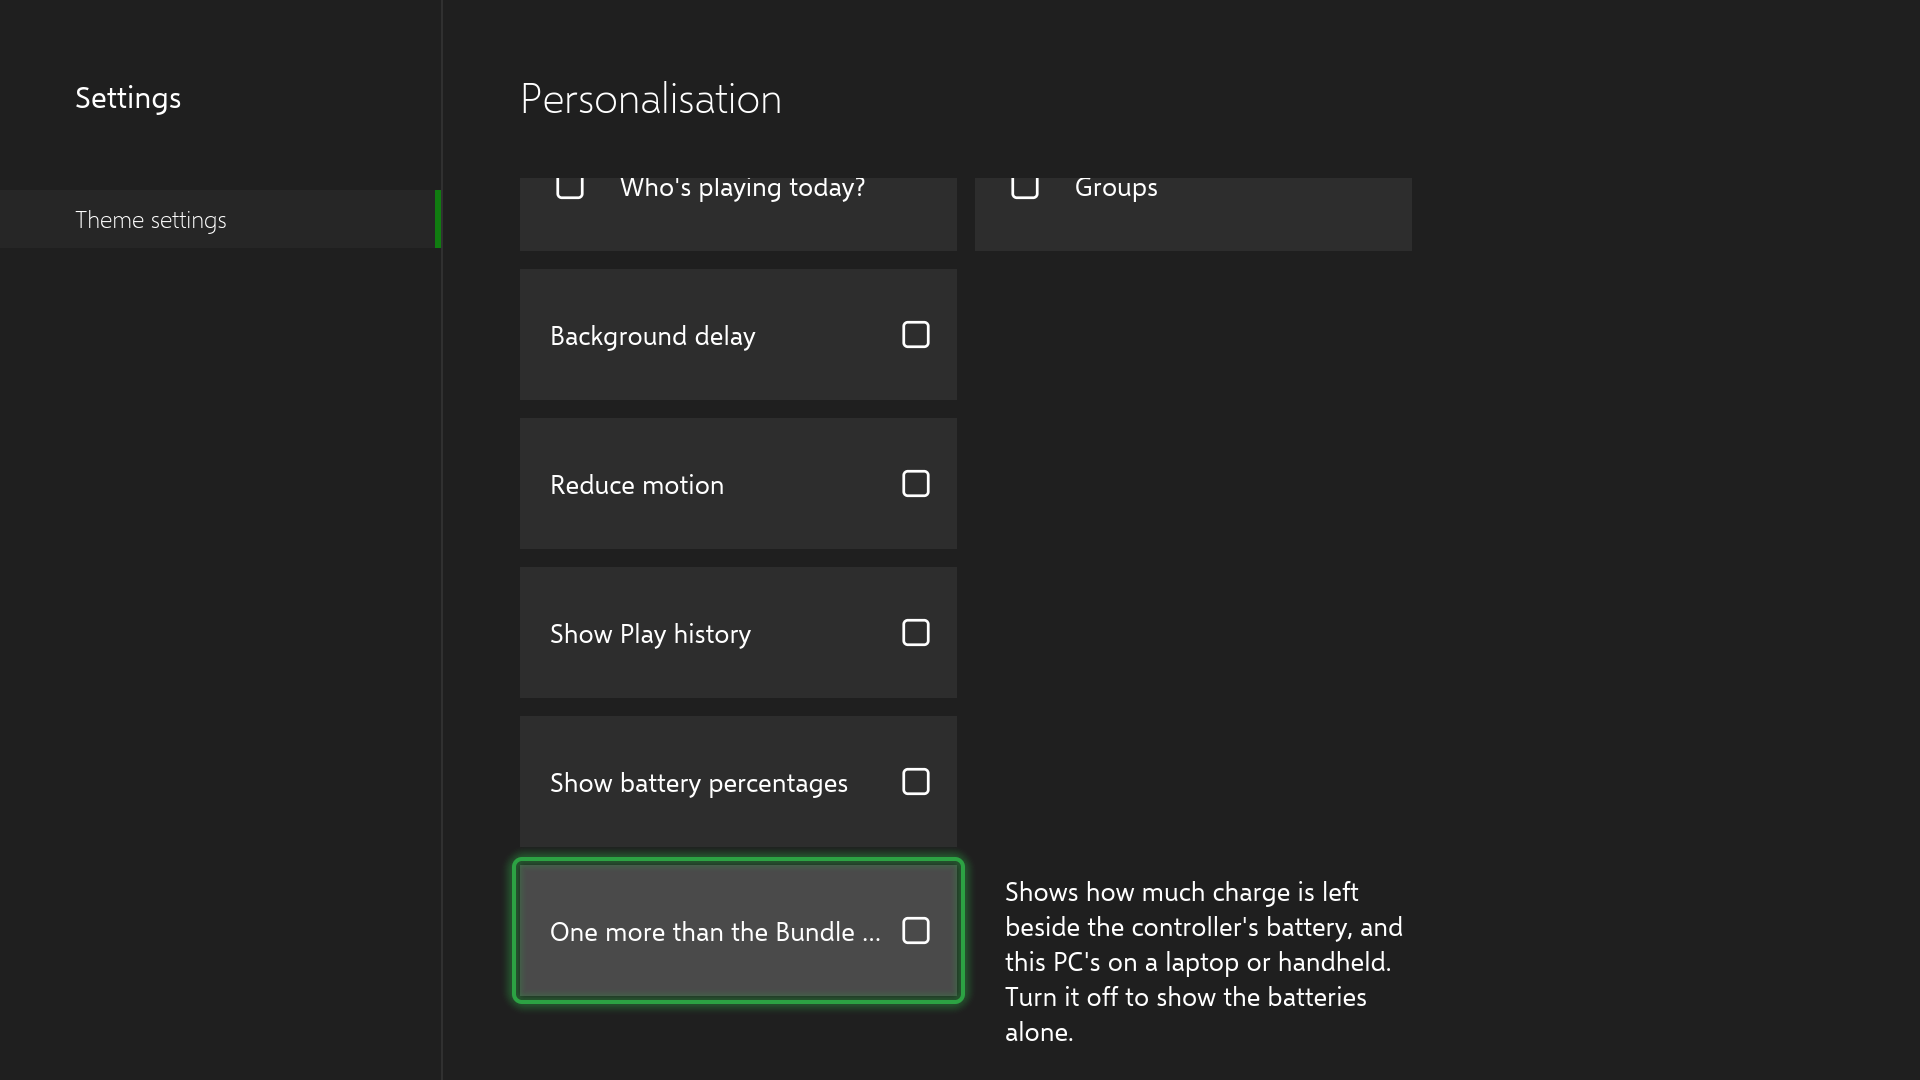 Settings
Personalisation
Who's playing today?
Groups
Theme settings
Background delay
Reduce motion
Show Play history
Show battery percentages
One more than the Bundle ...
Shows how much charge is left
beside the controller's battery, and
this PC's on a laptop or handheld.
Turn it off to show the batteries
alone.